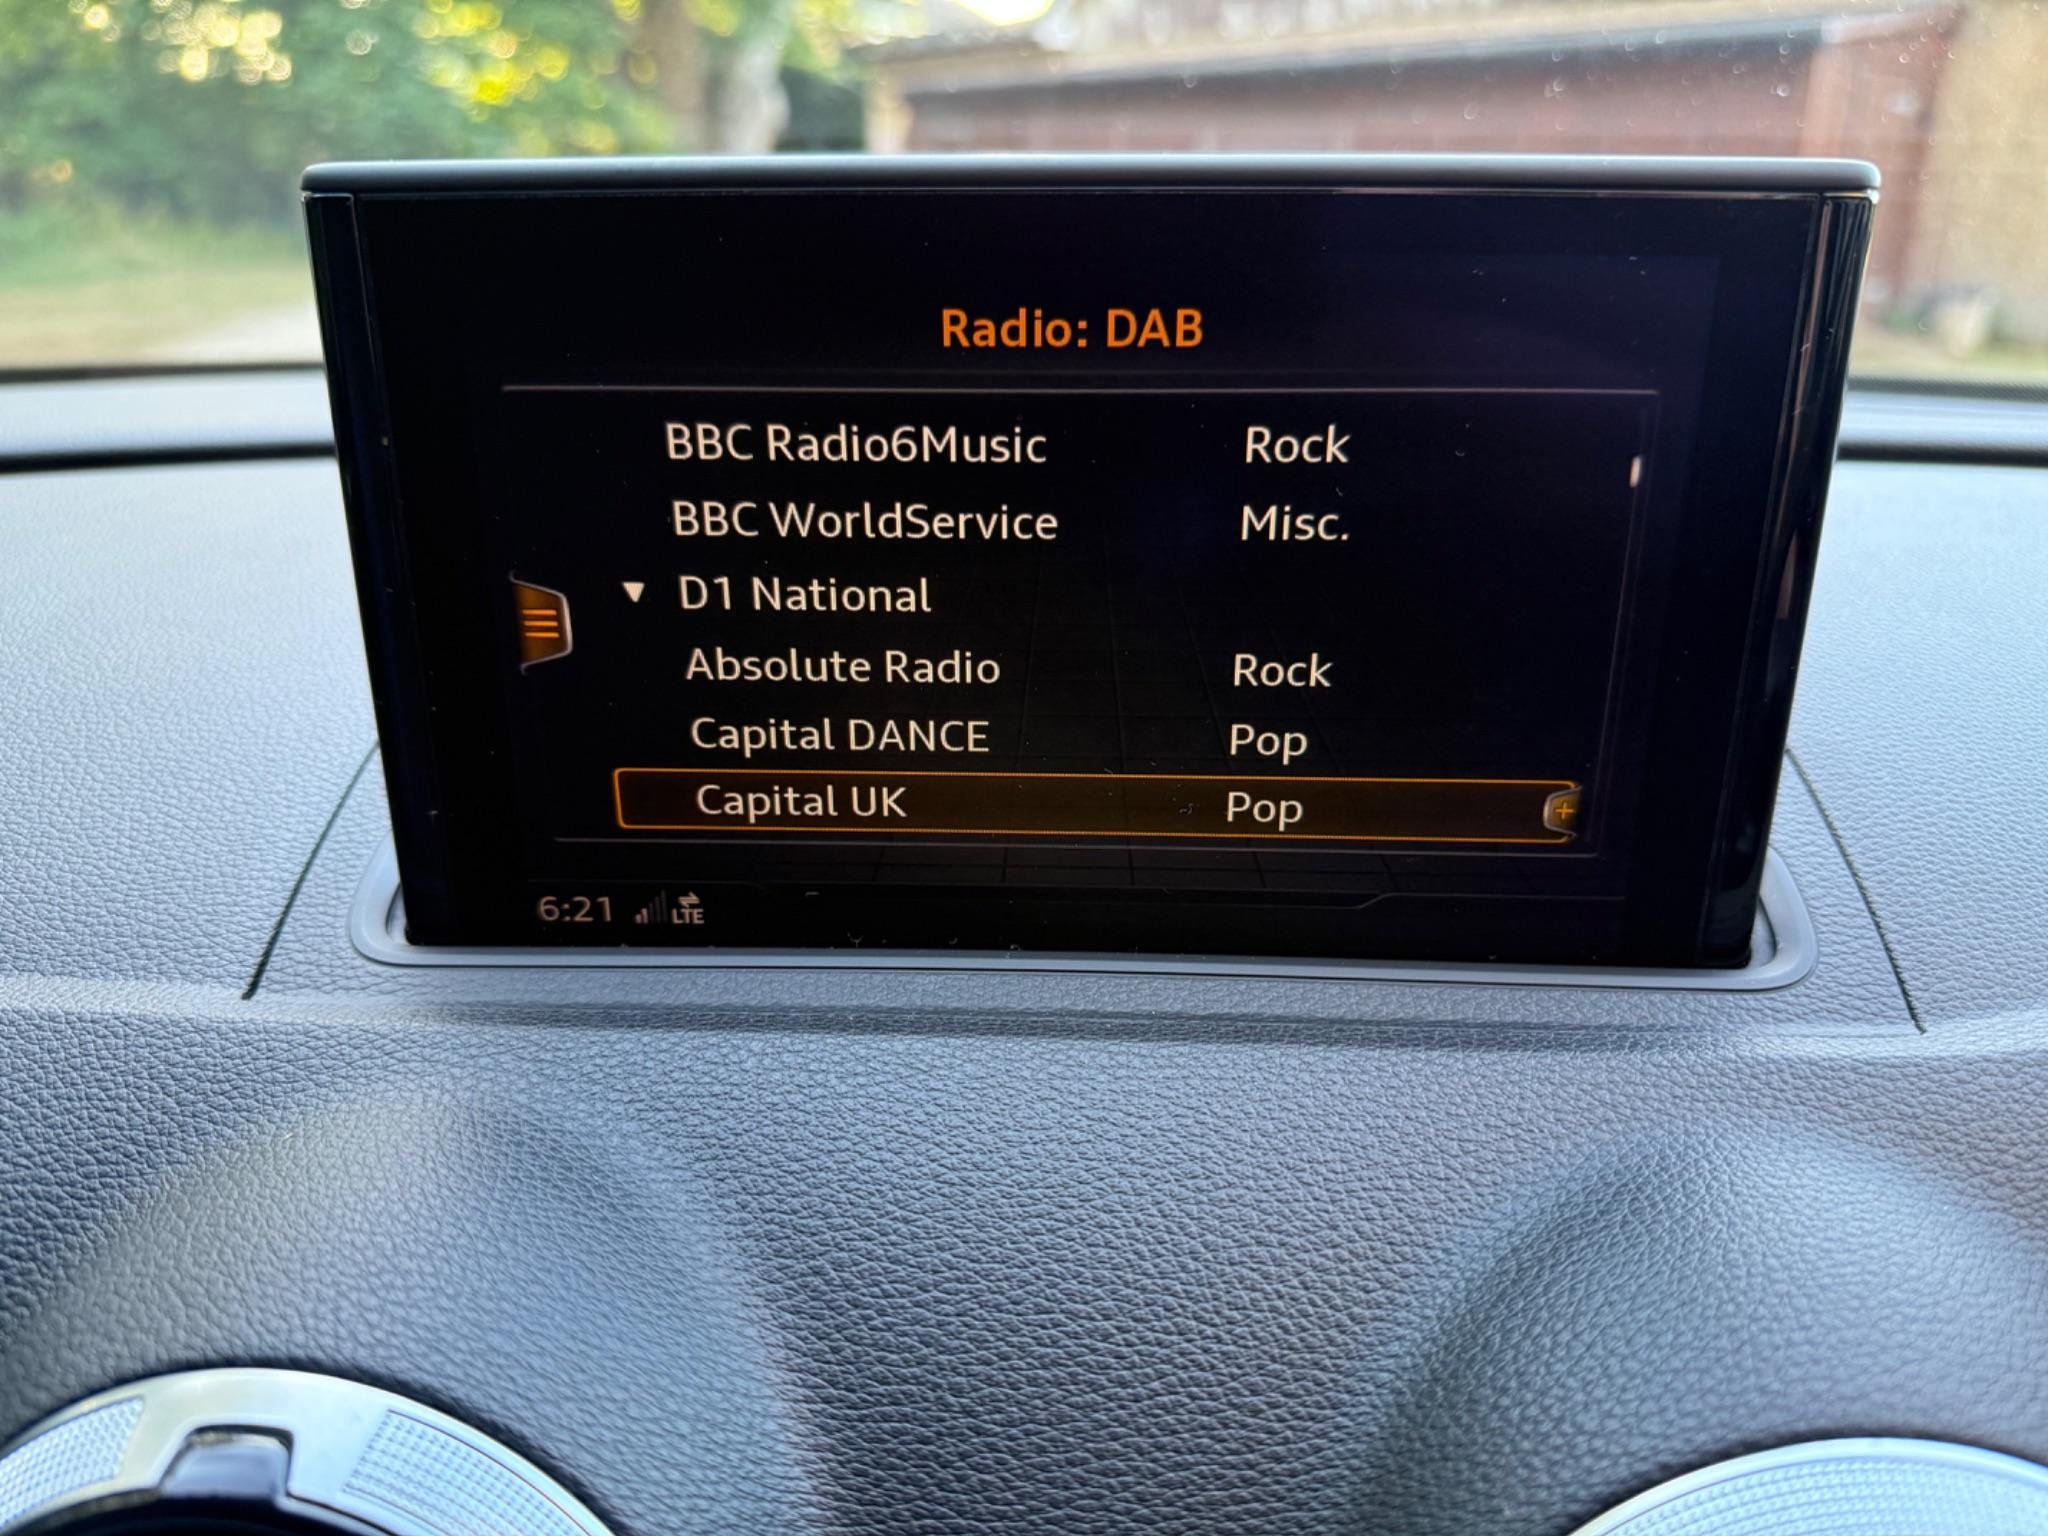 Radio: DAB
BBC Radio6Music Rock
BBC WorldService Misc.
▼ D1 National
Absolute Radio Rock
Capital DANCE Pop
Capital UK Pop +
6:21 LTE